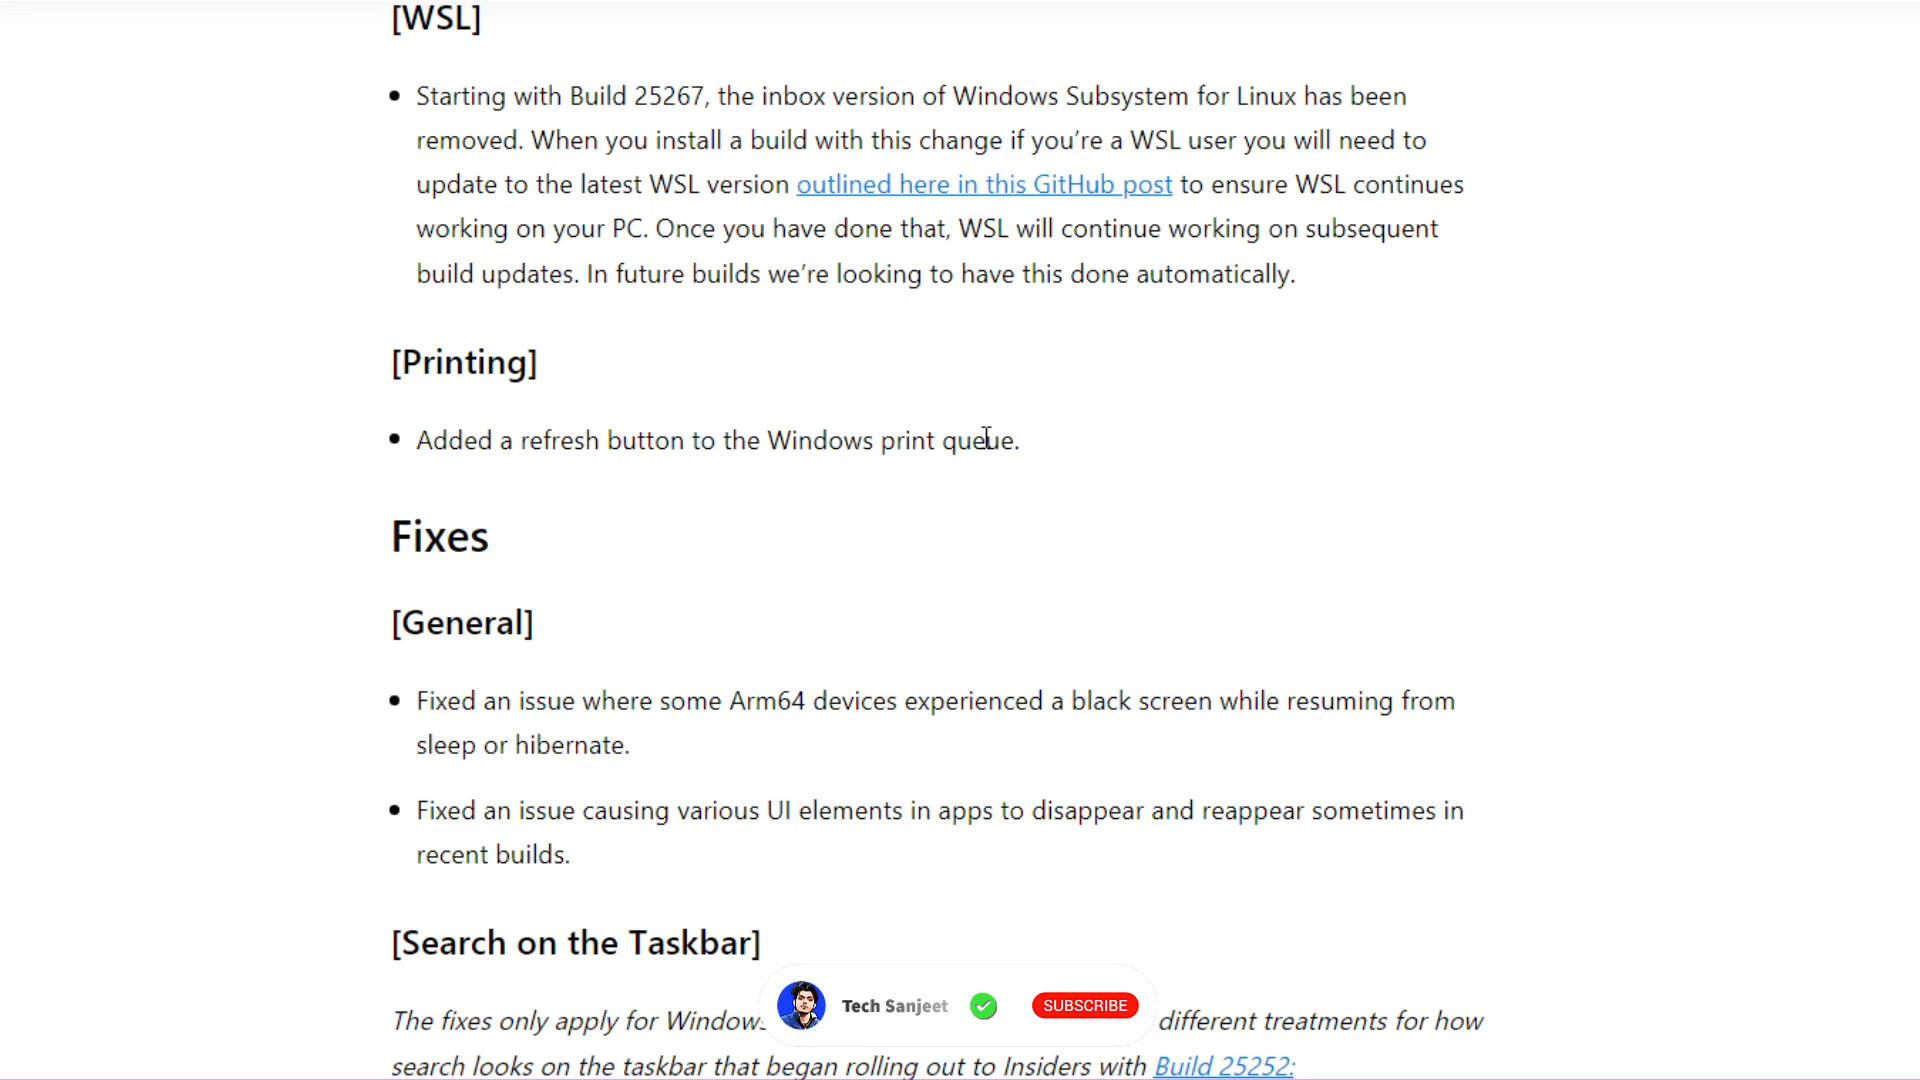 [WSL]
• Starting with Build 25267, the inbox version of Windows Subsystem for Linux has been
removed. When you install a build with this change if you’re a WSL user you will need to
update to the latest WSL version outlined here in this GitHub post to ensure WSL continues
working on your PC. Once you have done that, WSL will continue working on subsequent
build updates. In future builds we’re looking to have this done automatically.
[Printing]
• Added a refresh button to the Windows print queue.
Fixes
[General]
• Fixed an issue where some Arm64 devices experienced a black screen while resuming from
sleep or hibernate.
• Fixed an issue causing various UI elements in apps to disappear and reappear sometimes in
recent builds.
[Search on the Taskbar]
Tech Sanjeet
SUBSCRIBE
The fixes only apply for Windows different treatments for how
search looks on the taskbar that began rolling out to Insiders with Build 25252: